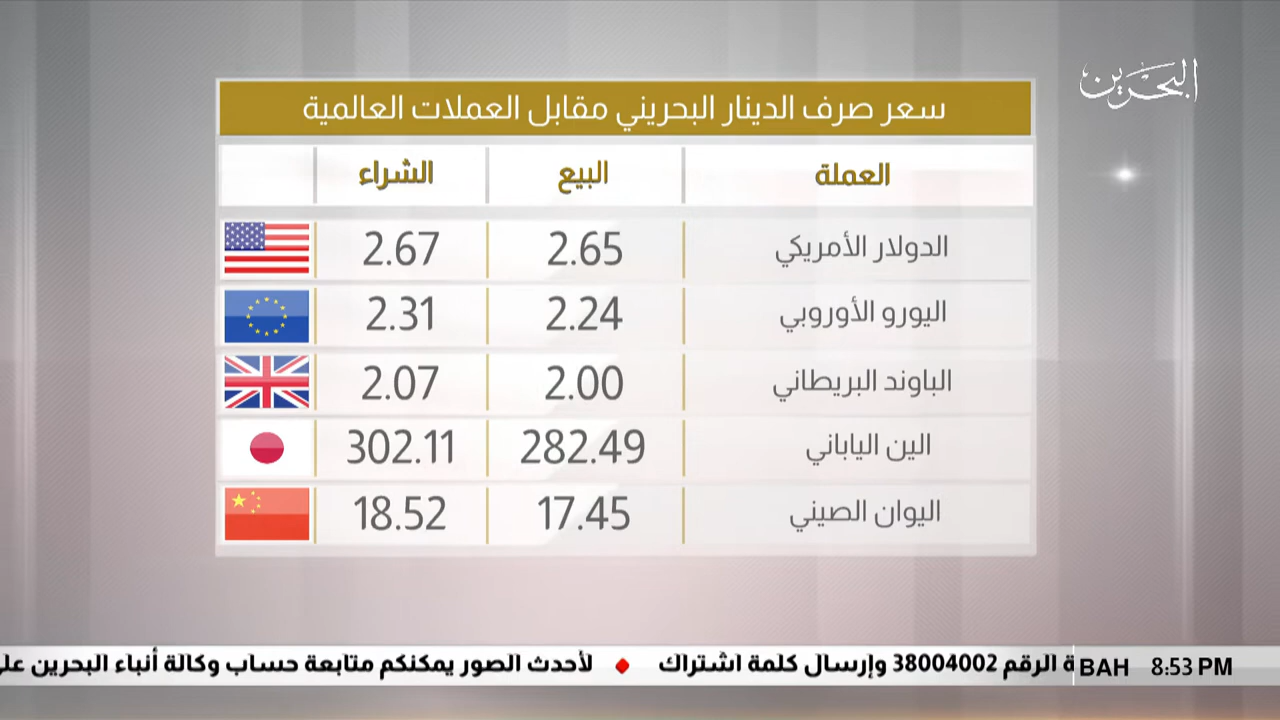 البحرين
سعر صرف الدينار البحريني مقابل العملات العالمية
العملة البيع الشراء
الدولار الأمريكي 2.65 2.67
اليورو الأوروبي 2.24 2.31
الباوند البريطاني 2.00 2.07
الين الياباني 282.49 302.11
اليوان الصيني 17.45 18.52
BAH 8:53 PM
ة الرقم 38004002 وإرسال كلمة اشتراك ♦ لأحدث الصور يمكنكم متابعة حساب وكالة أنباء البحرين على